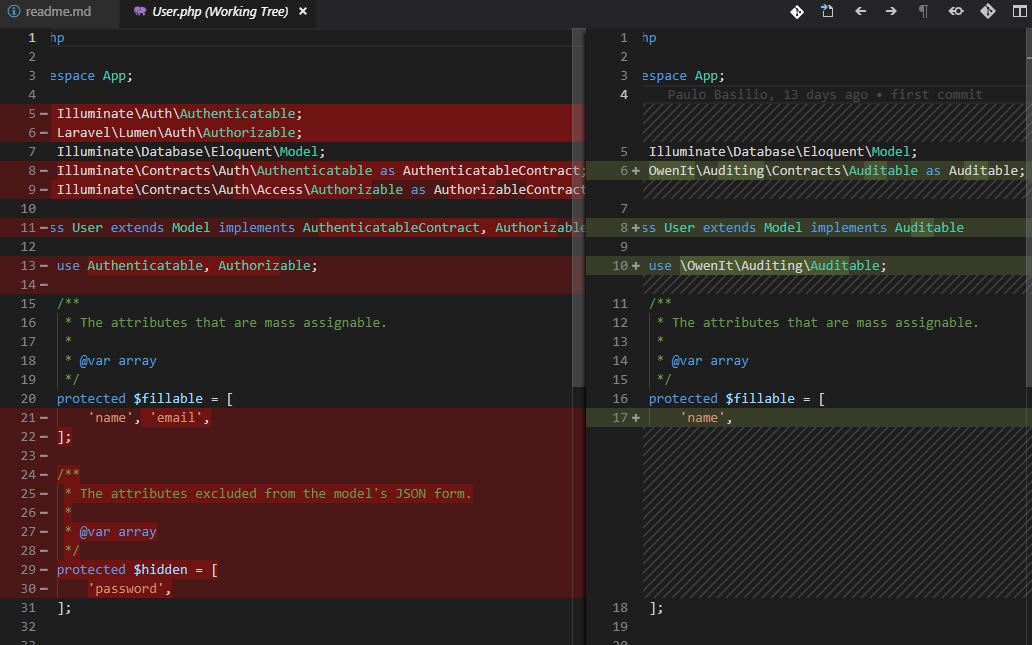 readme.md
User.php (Working Tree) ×
1 hp
2
3 espace App;
4
5 Illuminate\Auth\Authenticatable;
6 Laravel\Lumen\Auth\Authorizable;
7 Illuminate\Database\Eloquent\Model;
8 Illuminate\Contracts\Auth\Authenticatable as AuthenticatableContract;
9 Illuminate\Contracts\Auth\Access\Authorizable as AuthorizableContract
10
11 ss User extends Model implements AuthenticatableContract, Authorizable
12
13 use Authenticatable, Authorizable;
14
15 /**
16 * The attributes that are mass assignable.
17 *
18 * @var array
19 */
20 protected $fillable = [
21 'name', 'email',
22 ];
23
24 /**
25 * The attributes excluded from the model's JSON form.
26 *
27 * @var array
28 */
29 protected $hidden = [
30 'password',
31 ];
32
1 hp
2
3 espace App;
4 Paulo Basilio, 13 days ago • first commit
5 Illuminate\Database\Eloquent\Model;
6+ OwenIt\Auditing\Contracts\Auditable as Auditable;
7
8+ ss User extends Model implements Auditable
9
10+ use \OwenIt\Auditing\Auditable;
11 /**
12 * The attributes that are mass assignable.
13 *
14 * @var array
15 */
16 protected $fillable = [
17+ 'name',
18 ];
19